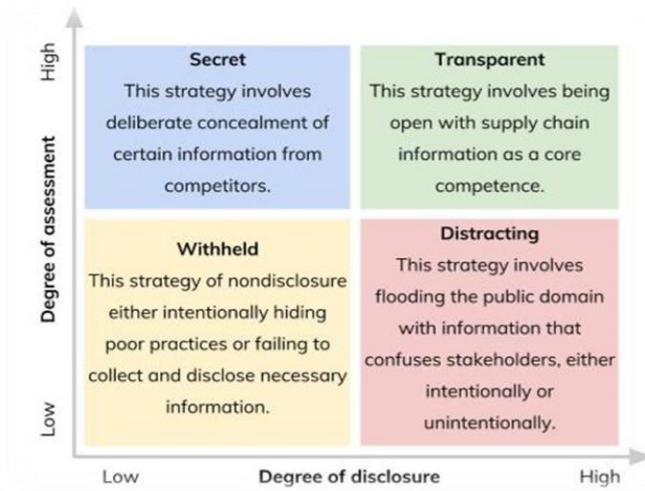 High
Degree of assessment
Low
Secret
This strategy involves
deliberate concealment of
certain information from
competitors.
Transparent
This strategy involves being
open with supply chain
information as a core
competence.
Withheld
This strategy of nondisclosure
either intentionally hiding
poor practices or failing to
collect and disclose necessary
information.
Distracting
This strategy involves
flooding the public domain
with information that
confuses stakeholders, either
intentionally or
unintentionally.
Low
Degree of disclosure
High